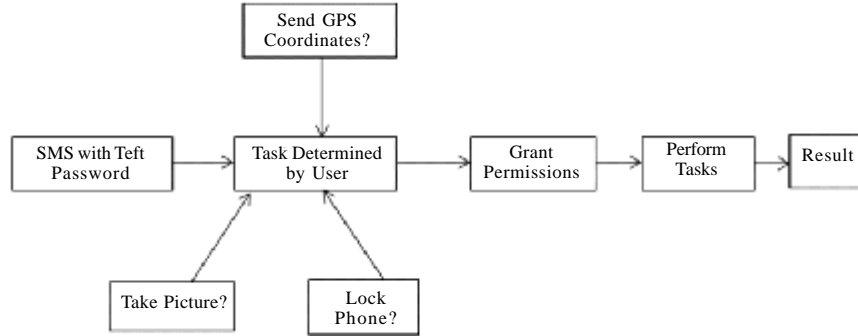 Send GPS
Coordinates?
SMS with Teft
Password
Task Determined
by User
Grant
Permissions
Perform
Tasks
Result
Take Picture?
Lock
Phone?